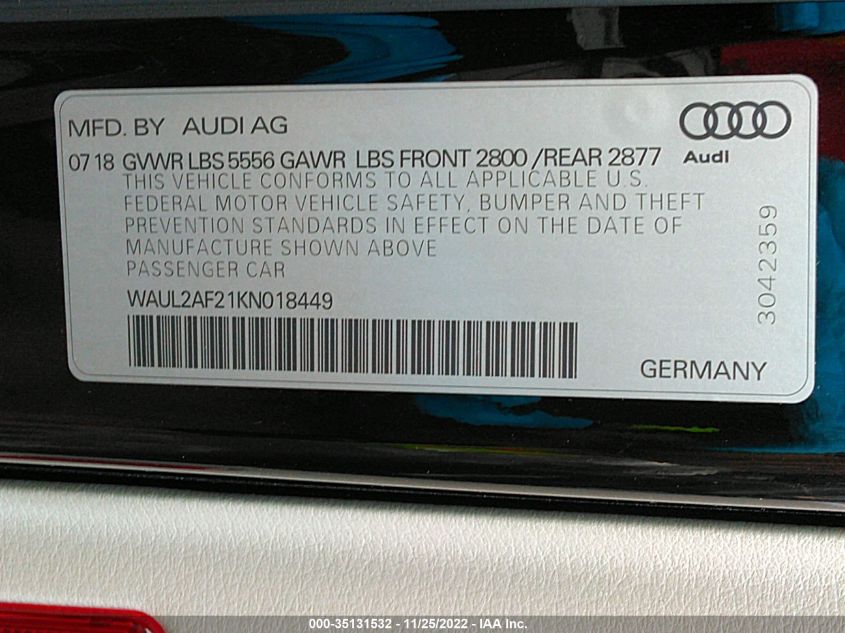 MFD. BY AUDI AG
07 18 GVWR LBS 5556 GAWR LBS FRONT 2800 /REAR 2877
Audi
THIS VEHICLE CONFORMS TO ALL APPLICABLE U.S.
FEDERAL MOTOR VEHICLE SAFETY, BUMPER AND THEFT
PREVENTION STANDARDS IN EFFECT ON THE DATE OF
MANUFACTURE SHOWN ABOVE
PASSENGER CAR
WAUL2AF21KN018449
3042359
GERMANY
000-35131532 - 11/25/2022 - IAA Inc.